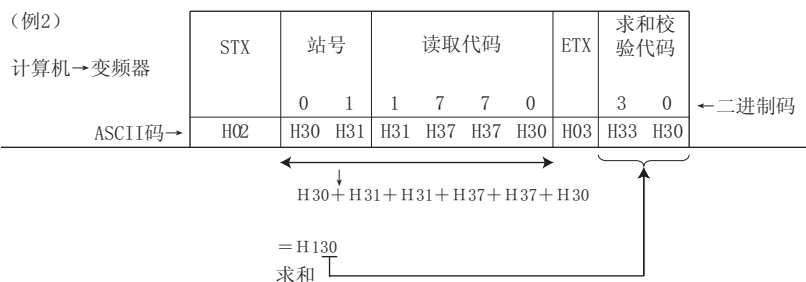 （例2）
计算机→变频器
STX 站号 读取代码 ETX 求和校
验代码
0 1 1 7 7 0 3 0 ←二进制码
ASCII码→ H02 H30 H31 H31 H37 H37 H30 H03 H33 H30
↓
H30＋H31＋H31＋H37＋H37＋H30
＝H130
求和